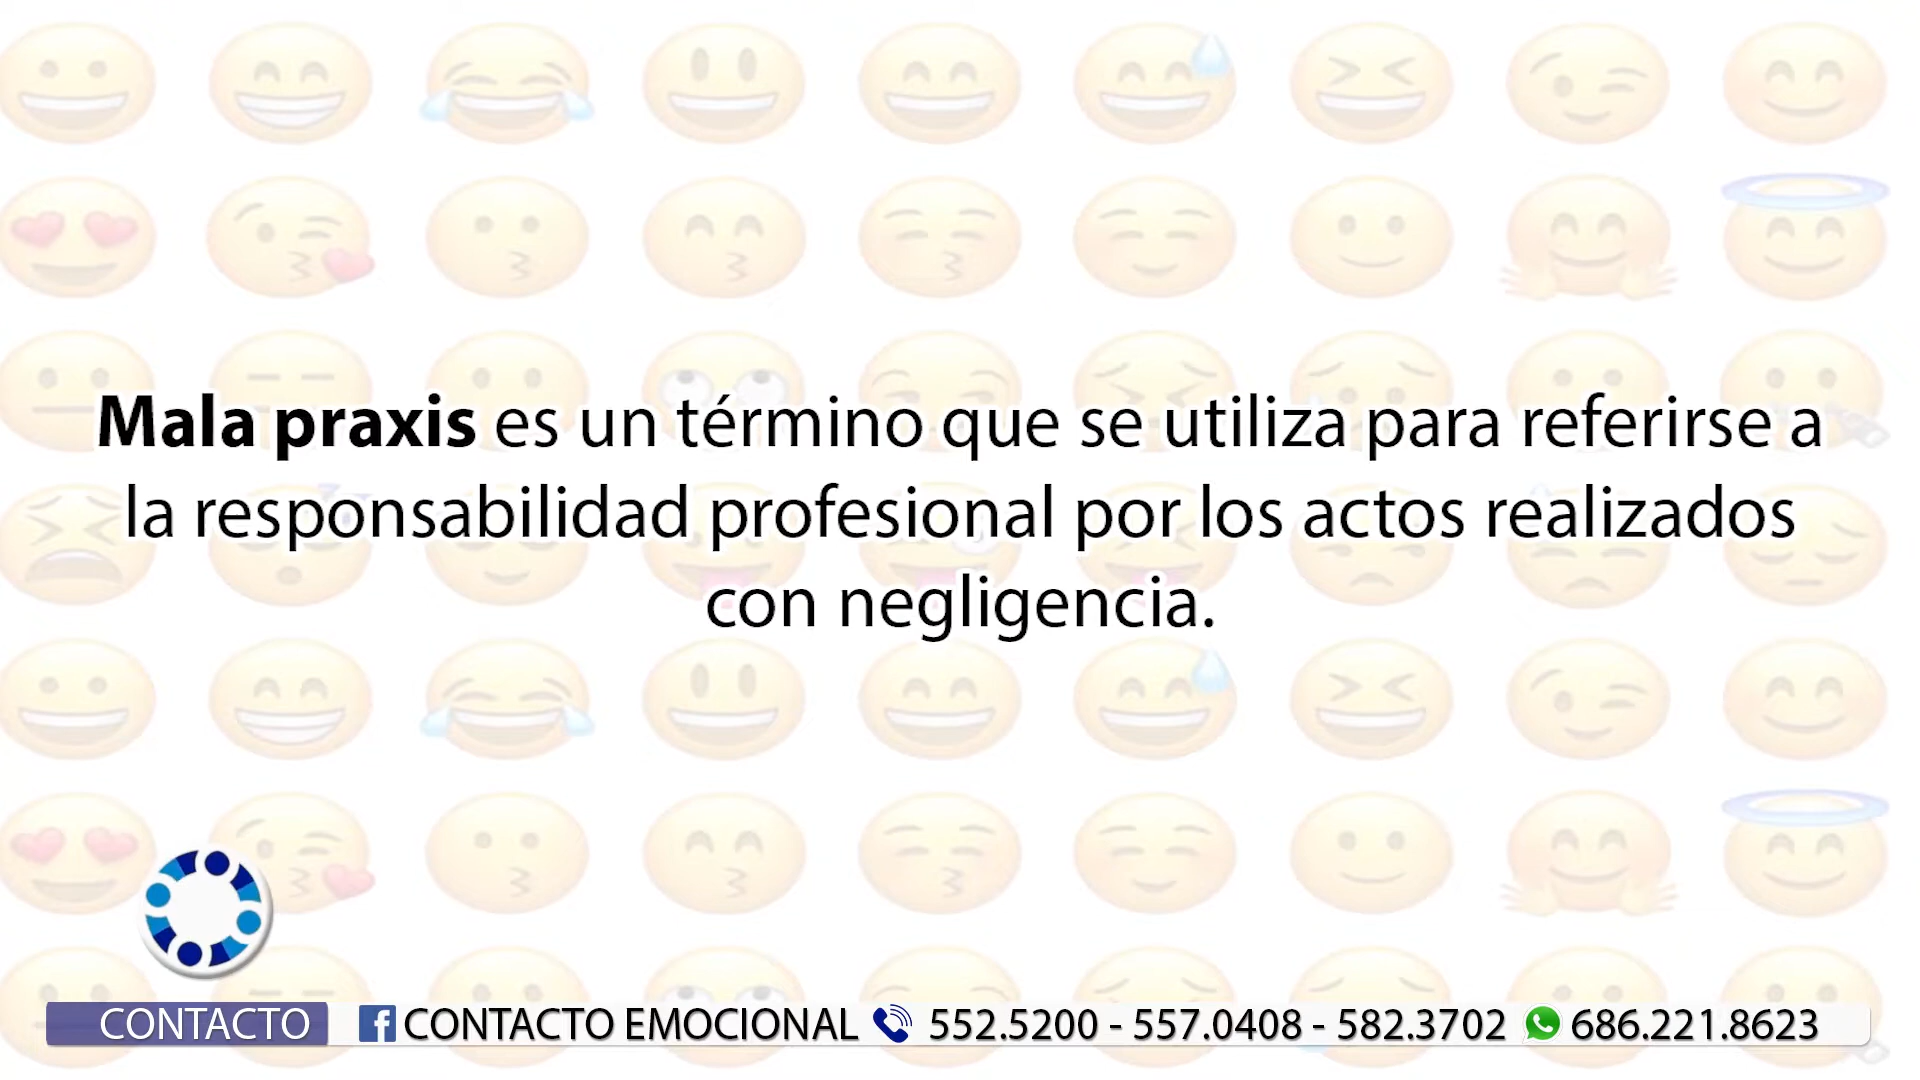 Mala praxis es un término que se utiliza para referirse a
la responsabilidad profesional por los actos realizados
con negligencia.
CONTACTO CONTACTO EMOCIONAL 552.5200 - 557.0408 - 582.3702 686.221.8623